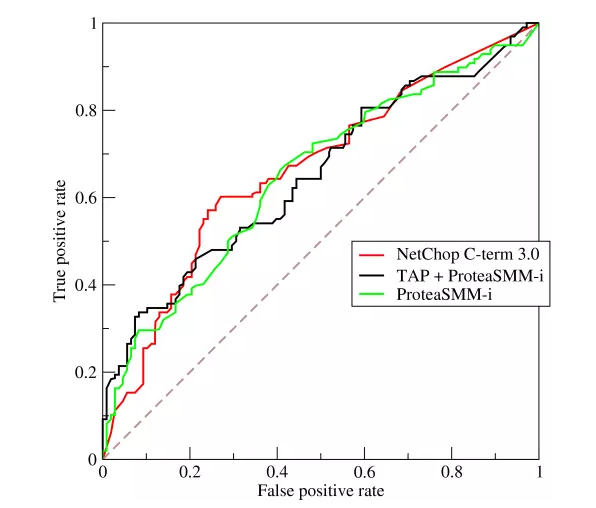 1
0.8
0.6
0.4
0.2
0
True positive rate
NetChop C-term 3.0
TAP + ProteaSMM-i
ProteaSMM-i
0 0.2 0.4 0.6 0.8 1
False positive rate